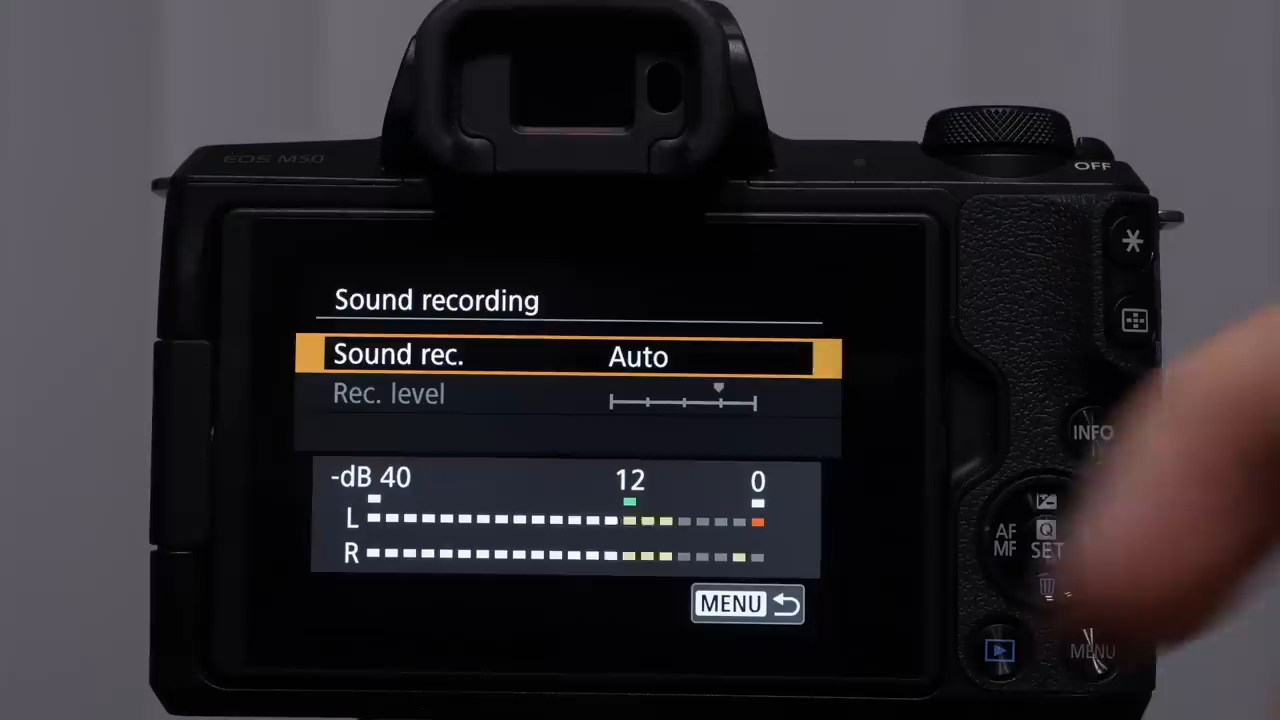 EOS M50
OFF
Sound recording
Sound rec. Auto
Rec. level
INFO
-dB 40 12 0
L
R
AF
MF
Q
SET
MENU
MENU